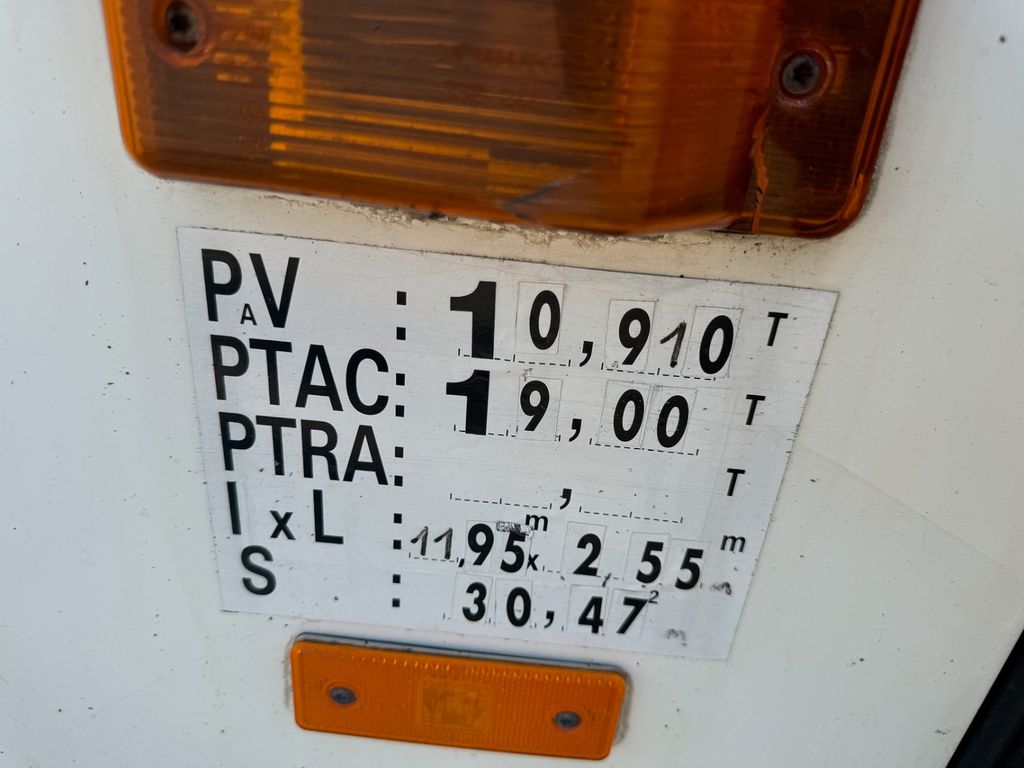 PAV : 10,910 T
PTAC : 19,00 T
PTRA : , T
l x L : 11,95 m x 2,55 m
S : 30,47 m²